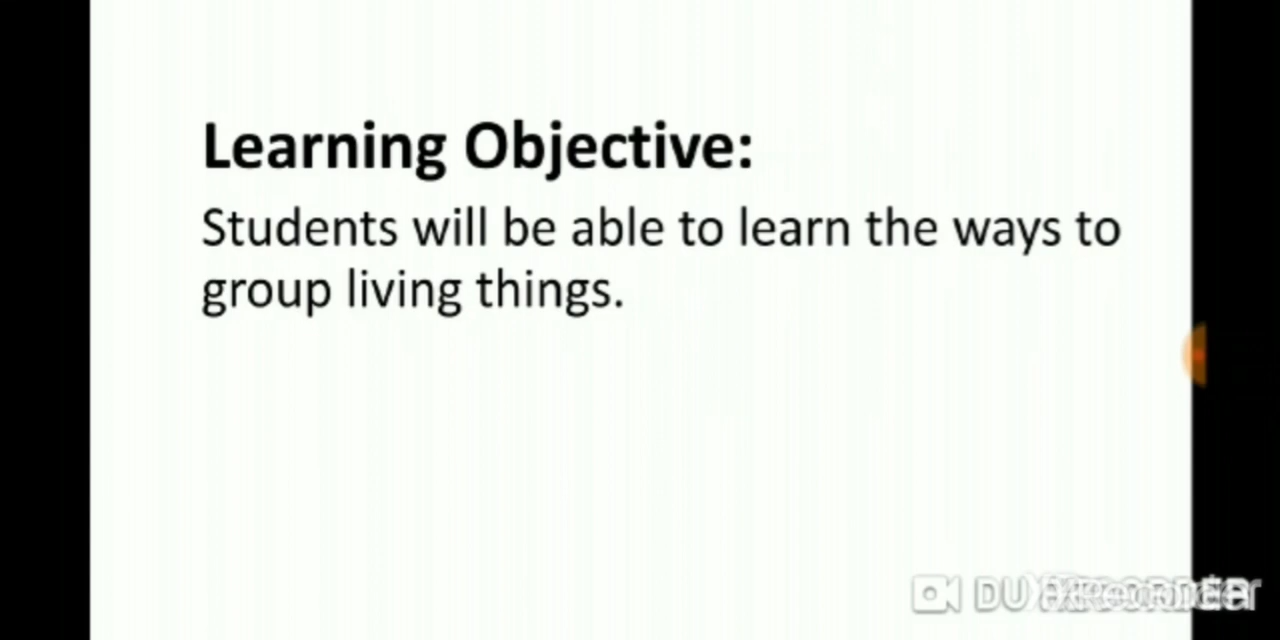 Learning Objective:
Students will be able to learn the ways to
group living things.
DU